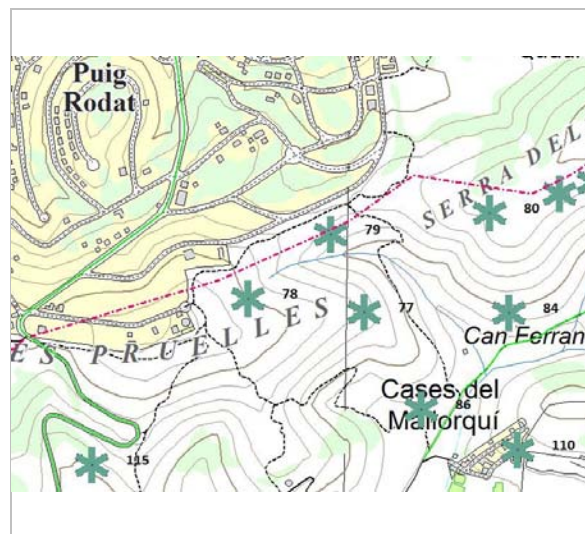 Puig
Rodat
SERRA DEL
80
79
78
77
84
ES PRUELLES
Can Ferran
Cases del
Mallorquí
86
110
115